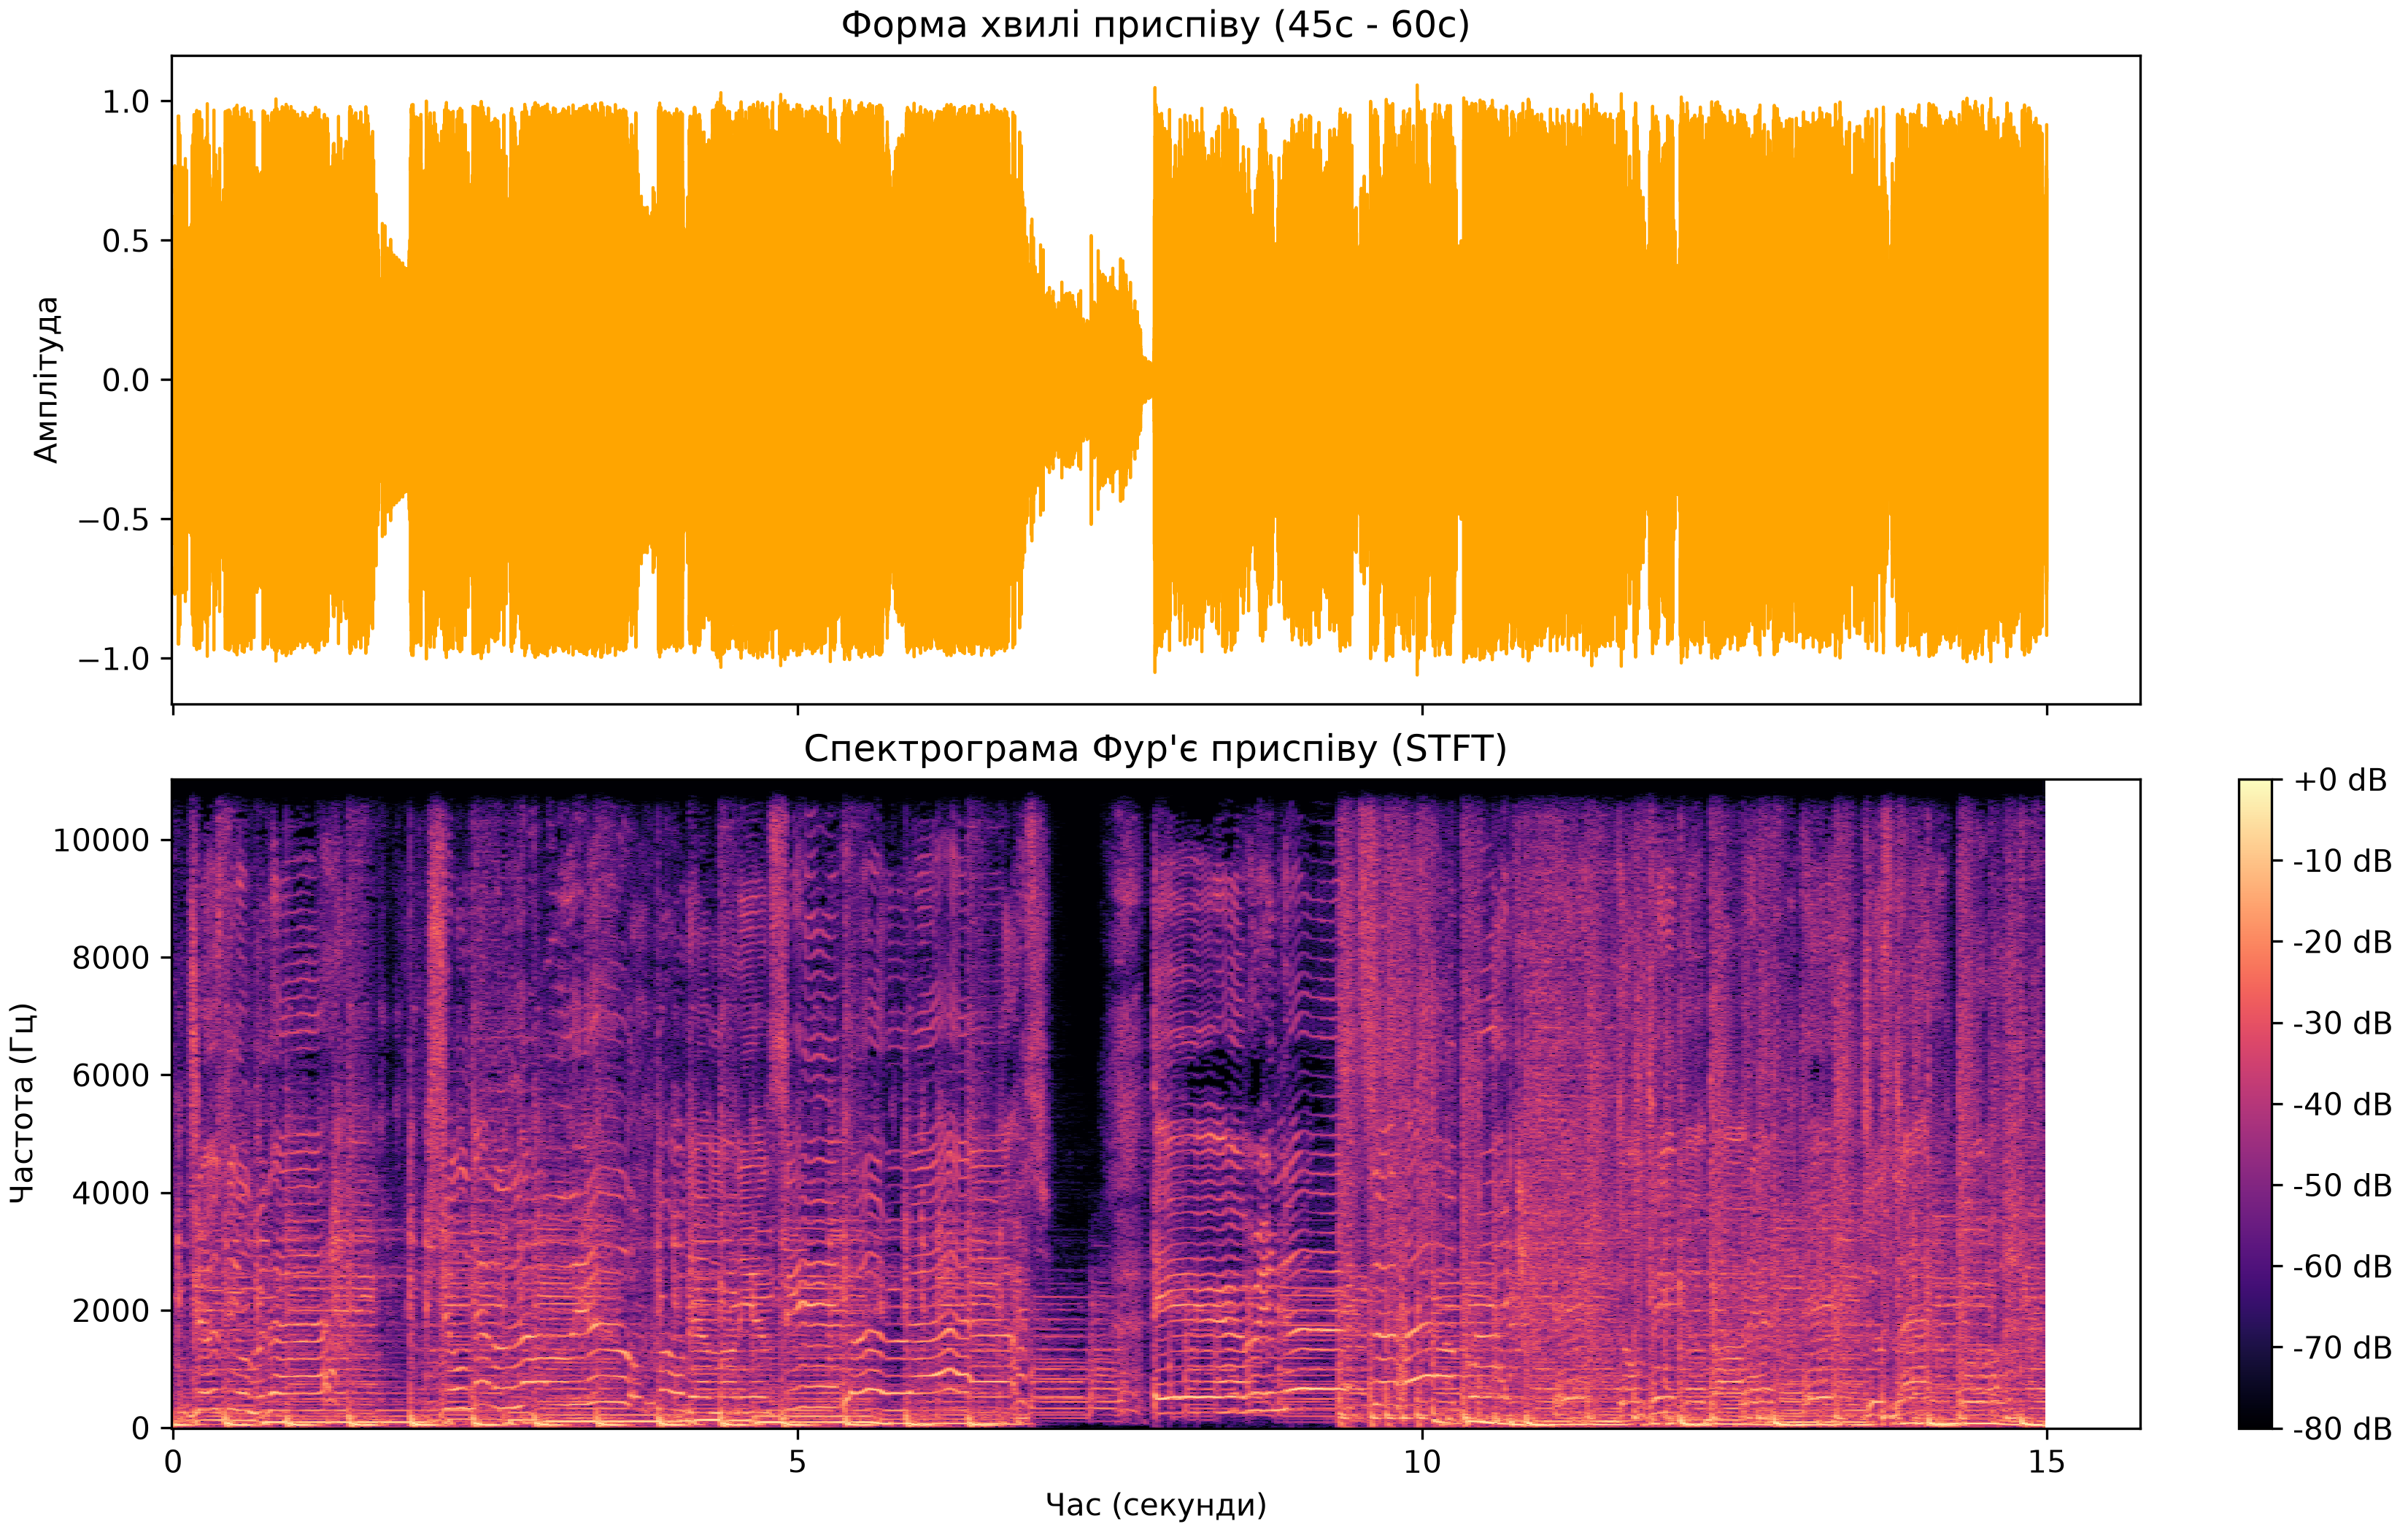 Форма хвилі приспіву (45с - 60с)
1.0
0.5
0.0
−0.5
−1.0
Амплітуда
Спектрограма Фур'є приспіву (STFT)
10000
8000
6000
4000
2000
0
Частота (Гц)
0
5
10
15
Час (секунди)
+0 dB
-10 dB
-20 dB
-30 dB
-40 dB
-50 dB
-60 dB
-70 dB
-80 dB